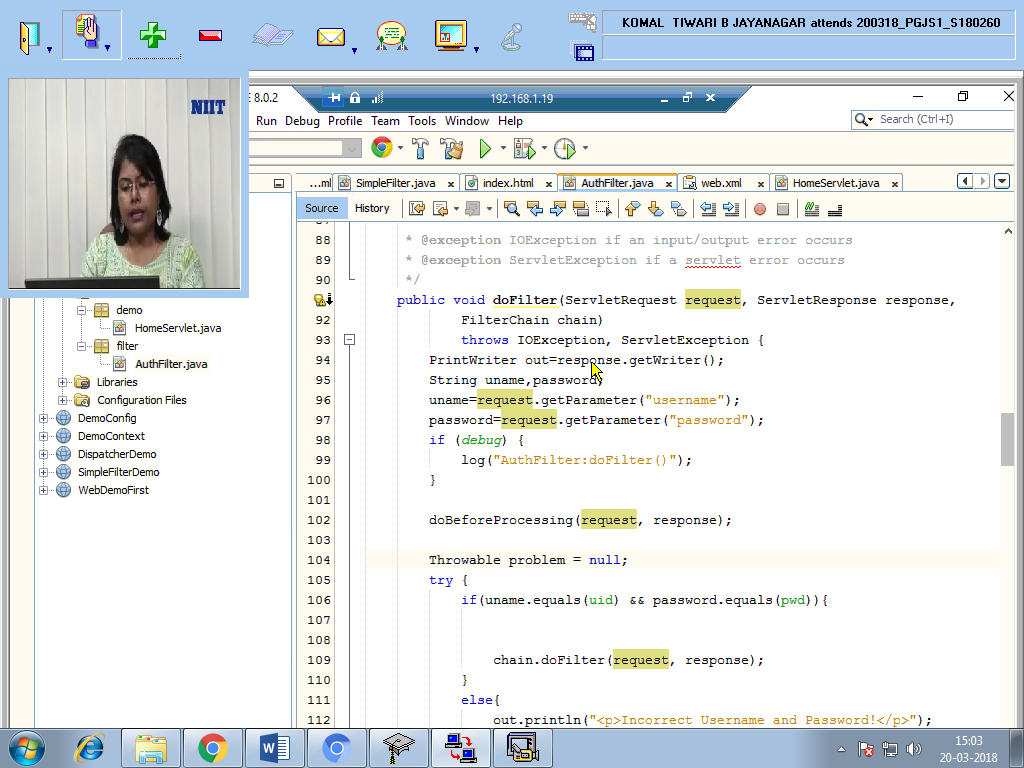 KOMAL TIWARI B JAYANAGAR attends 200318_PGJS1_S180260
NIIT
E 8.0.2
192.168.1.19
Run Debug Profile Team Tools Window Help
Search (Ctrl+I)
...ml SimpleFilter.java index.html AuthFilter.java web.xml HomeServlet.java
Source History
88 * @exception IOException if an input/output error occurs
89 * @exception ServletException if a servlet error occurs
90 */
public void doFilter(ServletRequest request, ServletResponse response,
92 FilterChain chain)
93 throws IOException, ServletException {
94 PrintWriter out=response.getWriter();
95 String uname,password;
96 uname=request.getParameter("username");
97 password=request.getParameter("password");
98 if (debug) {
99 log("AuthFilter:doFilter()");
100 }
101
102 doBeforeProcessing(request, response);
103
104 Throwable problem = null;
105 try {
106 if(uname.equals(uid) && password.equals(pwd)){
107
108
109 chain.doFilter(request, response);
110 }
111 else{
112 out.println("<p>Incorrect Username and Password!</p>");
demo
HomeServlet.java
filter
AuthFilter.java
Libraries
Configuration Files
DemoConfig
DemoContext
DispatcherDemo
SimpleFilterDemo
WebDemoFirst
15:03
20-03-2018